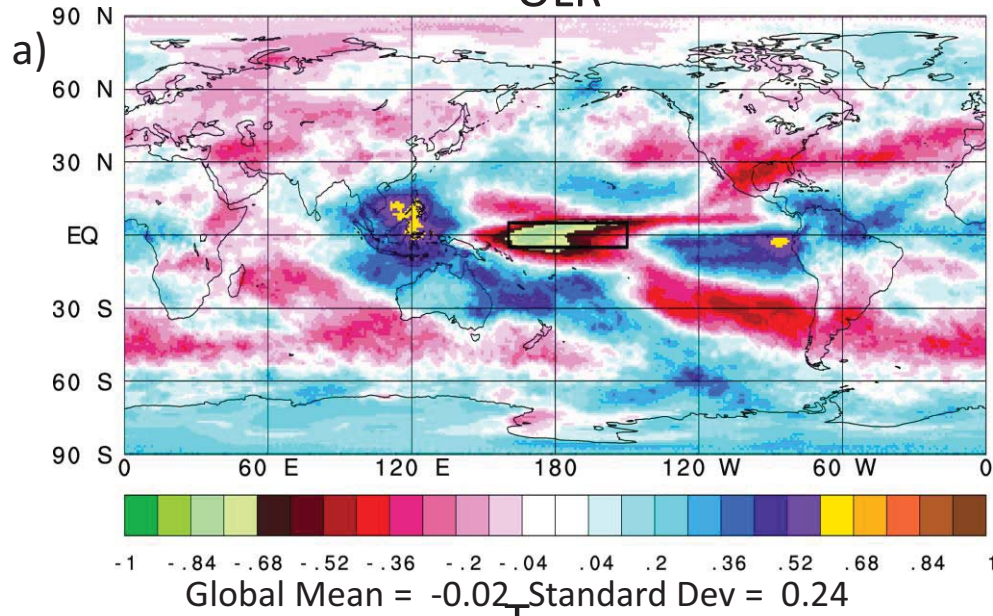 OLR
a)
90 N
60 N
30 N
EQ
30 S
60 S
90 S
0 60 E 120 E 180 120 W 60 W 0
-1 -.84 -.68 -.52 -.36 -.2 -.04 .04 .2 .36 .52 .68 .84 1
Global Mean = -0.02 Standard Dev = 0.24